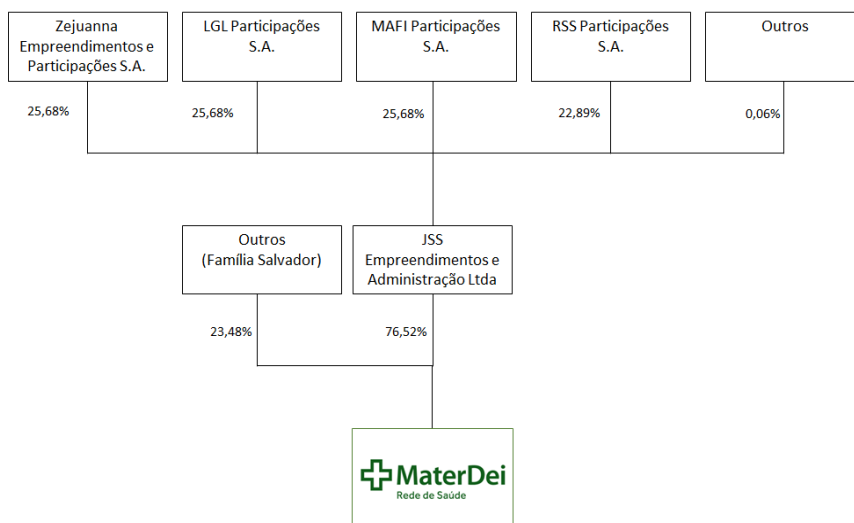 Zejuanna
Empreendimentos e
Participações S.A.
LGL Participações
S.A.
MAFI Participações
S.A.
RSS Participações
S.A.
Outros
25,68%
25,68%
25,68%
22,89%
0,06%
Outros
(Família Salvador)
JSS
Empreendimentos e
Administração Ltda
23,48%
76,52%
MaterDei
Rede de Saúde